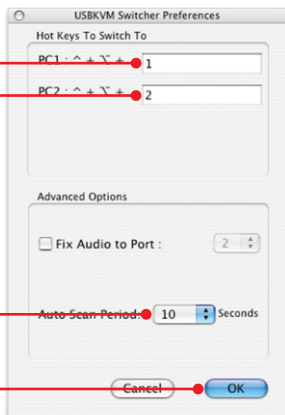 USBKVM Switcher Preferences
Hot Keys To Switch To
PC1 : ^ + ⌥ + 1
PC2 : ^ + ⌥ + 2
Advanced Options
Fix Audio to Port : 2
Auto Scan Period: 10 Seconds
Cancel OK